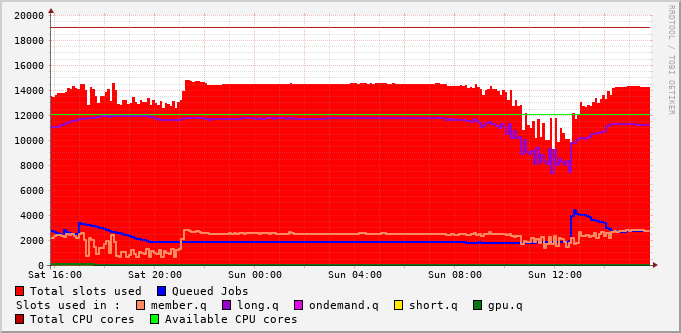 20000
18000
16000
14000
12000
10000
8000
6000
4000
2000
0
Sat 16:00 Sat 20:00 Sun 00:00 Sun 04:00 Sun 08:00 Sun 12:00
Total slots used Queued Jobs
Slots used in : member.q long.q ondemand.q short.q gpu.q
Total CPU cores Available CPU cores
RRDTOOL / TOBI OETIKER